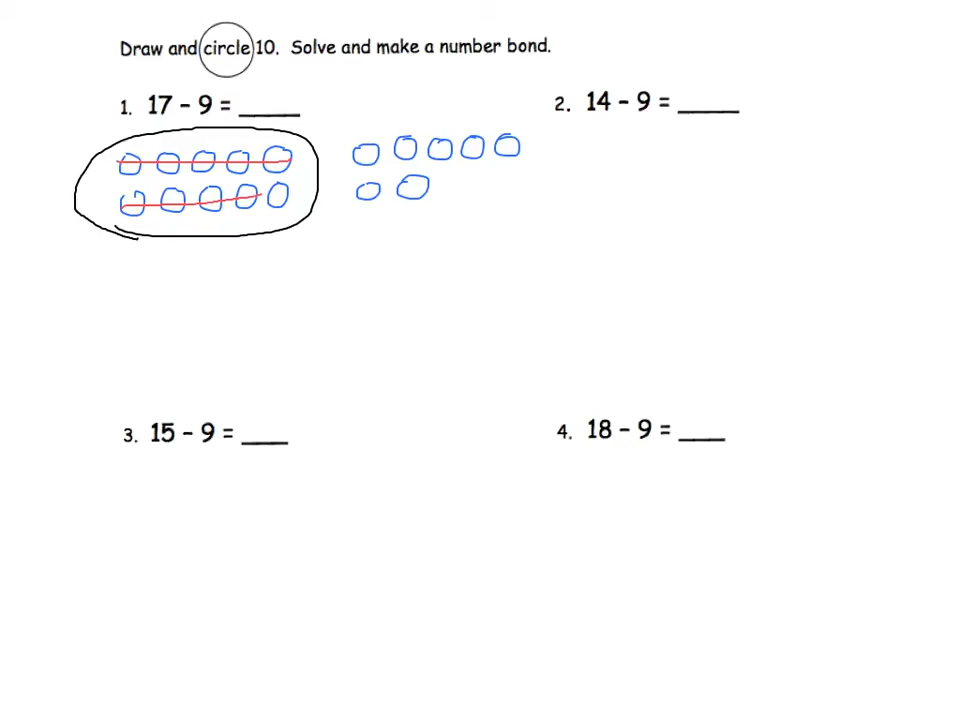 Draw and circle 10. Solve and make a number bond.
1. 17 - 9 = _____
2. 14 - 9 = _____
3. 15 - 9 = ____
4. 18 - 9 = ____